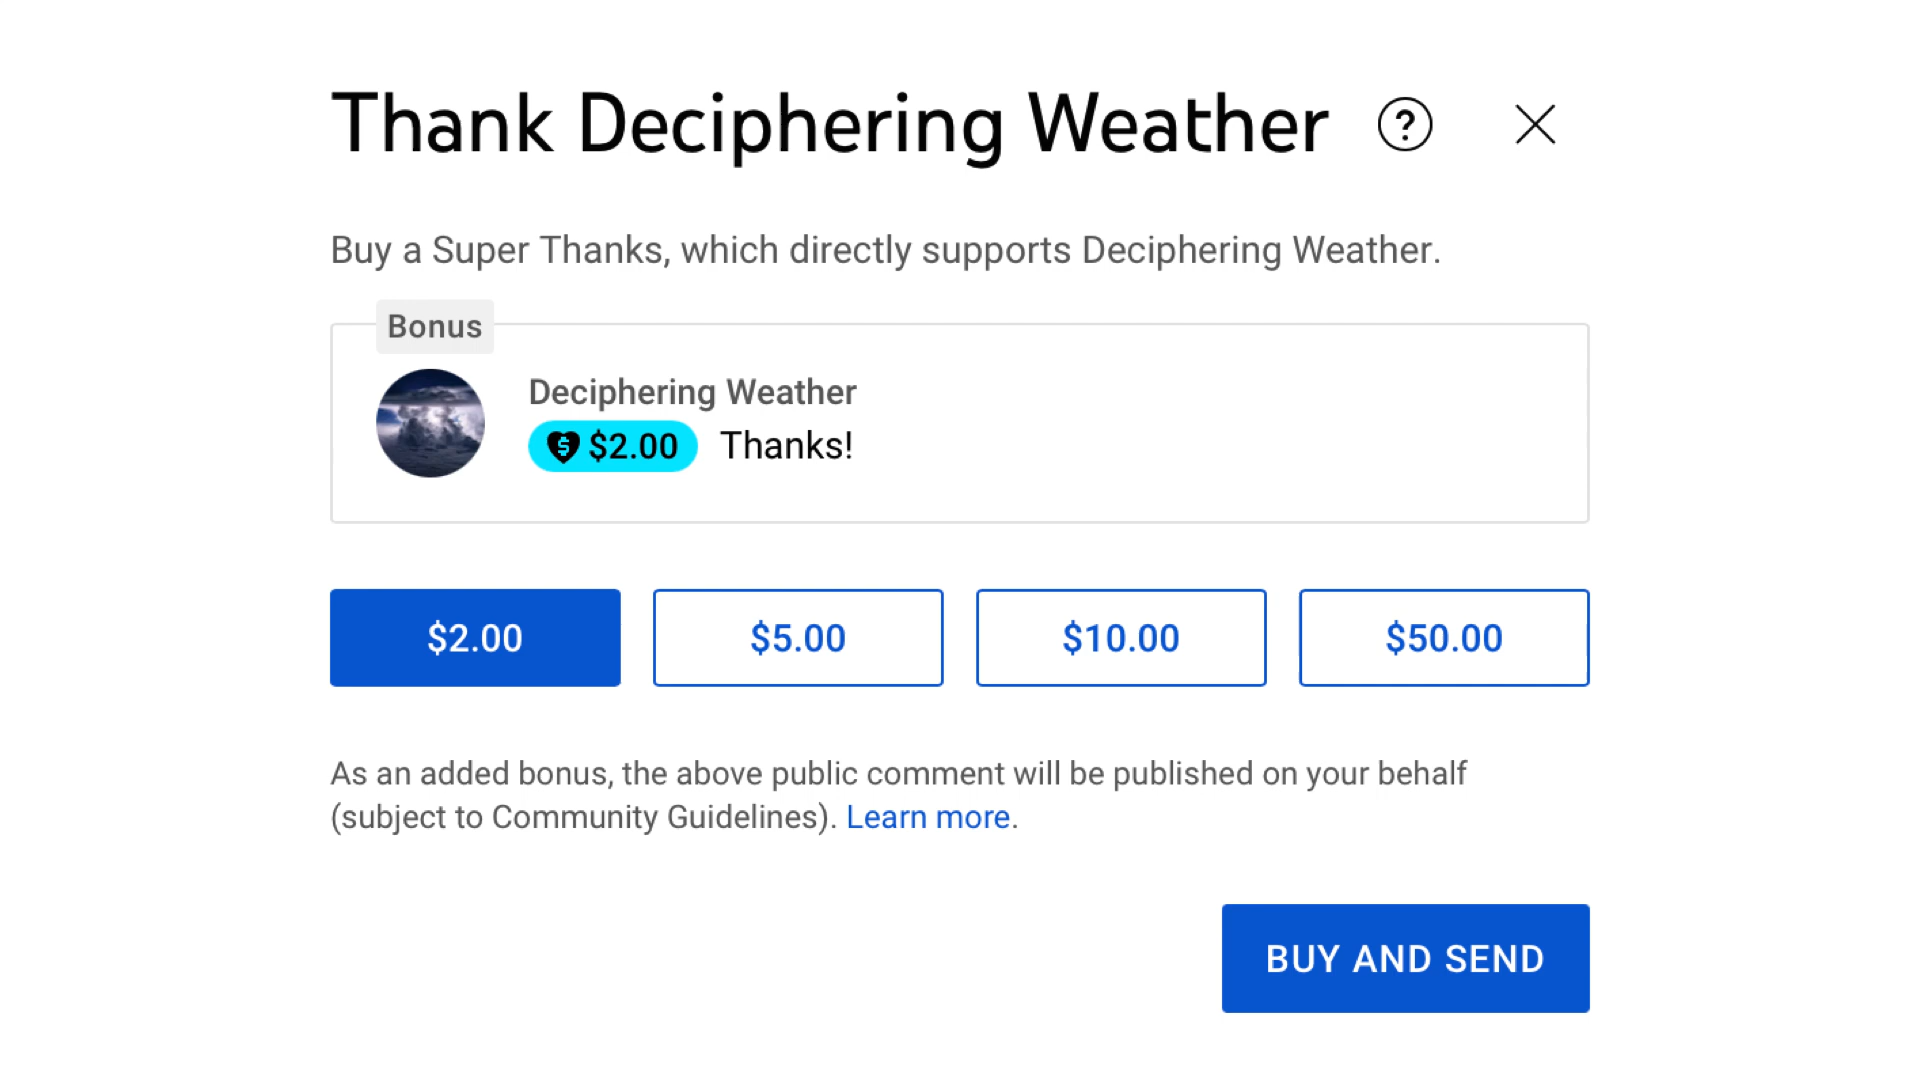 Thank Deciphering Weather ?
Buy a Super Thanks, which directly supports Deciphering Weather.
Bonus
Deciphering Weather
$ $2.00 Thanks!
$2.00 $5.00 $10.00 $50.00
As an added bonus, the above public comment will be published on your behalf
(subject to Community Guidelines). Learn more.
BUY AND SEND